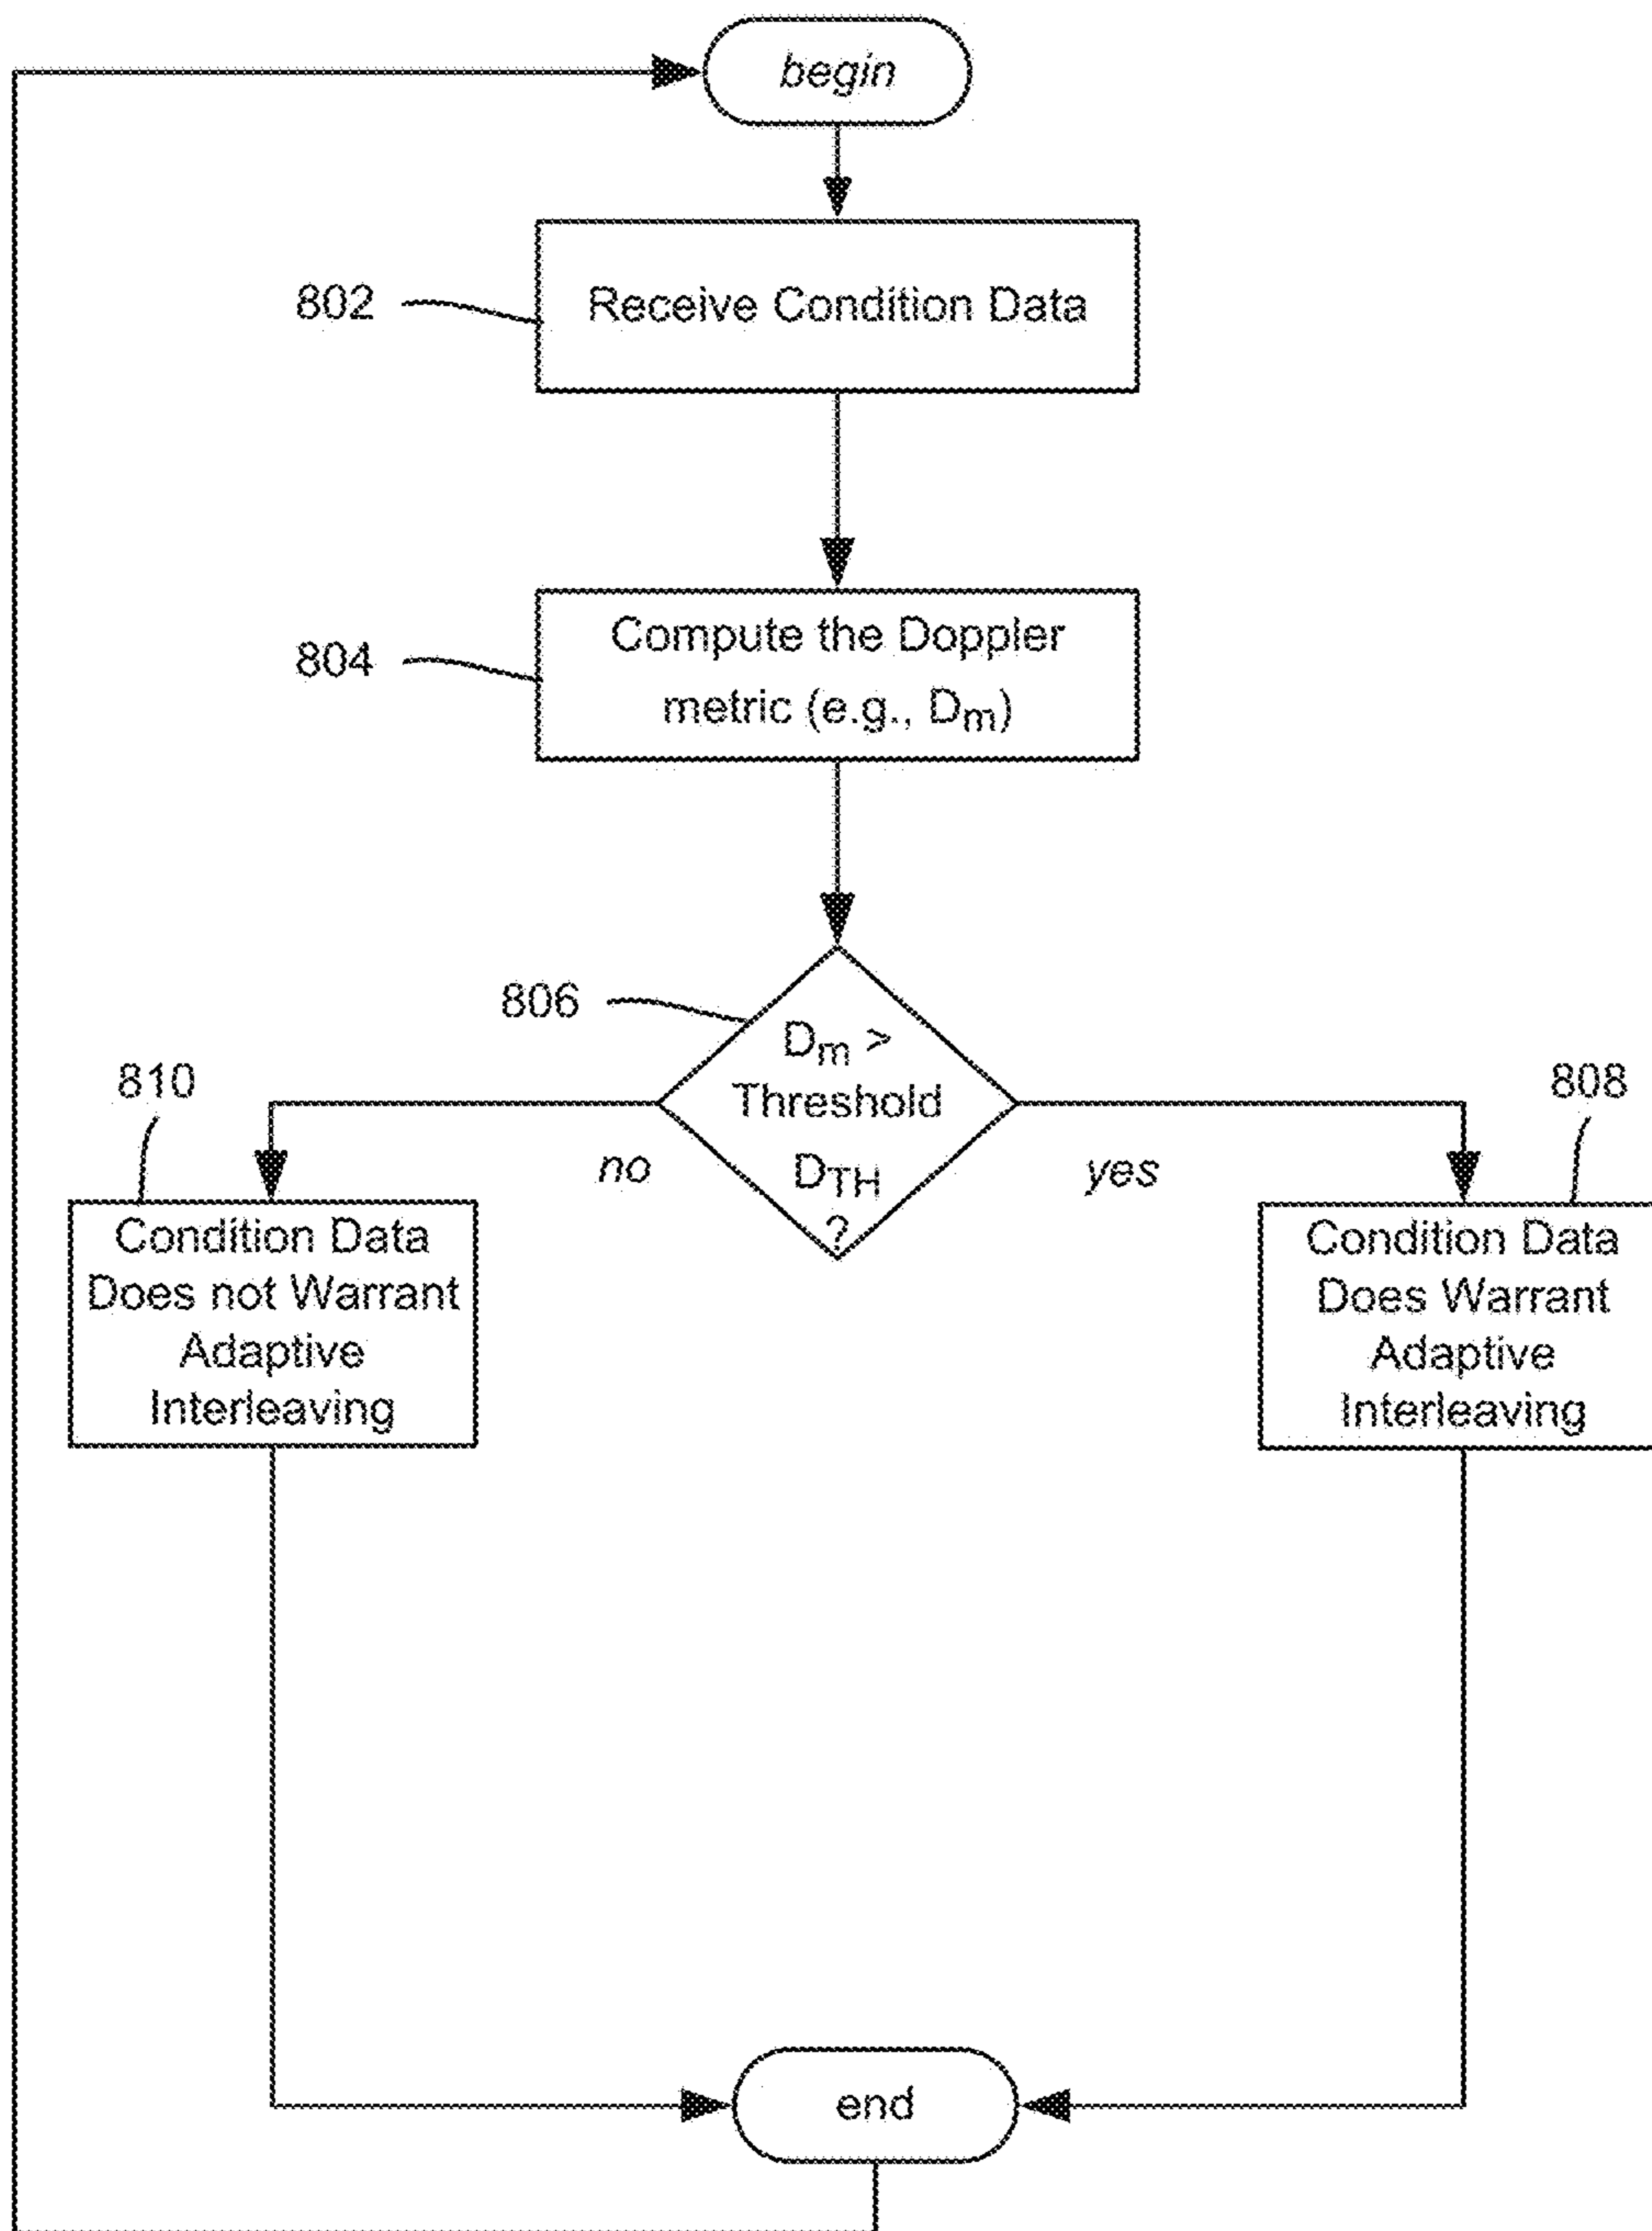 begin
802
Receive Condition Data
804
Compute the Doppler
metric (e.g., Dm)
806
Dm >
Threshold
DTH
?
no
yes
810
Condition Data
Does not Warrant
Adaptive
Interleaving
808
Condition Data
Does Warrant
Adaptive
Interleaving
end